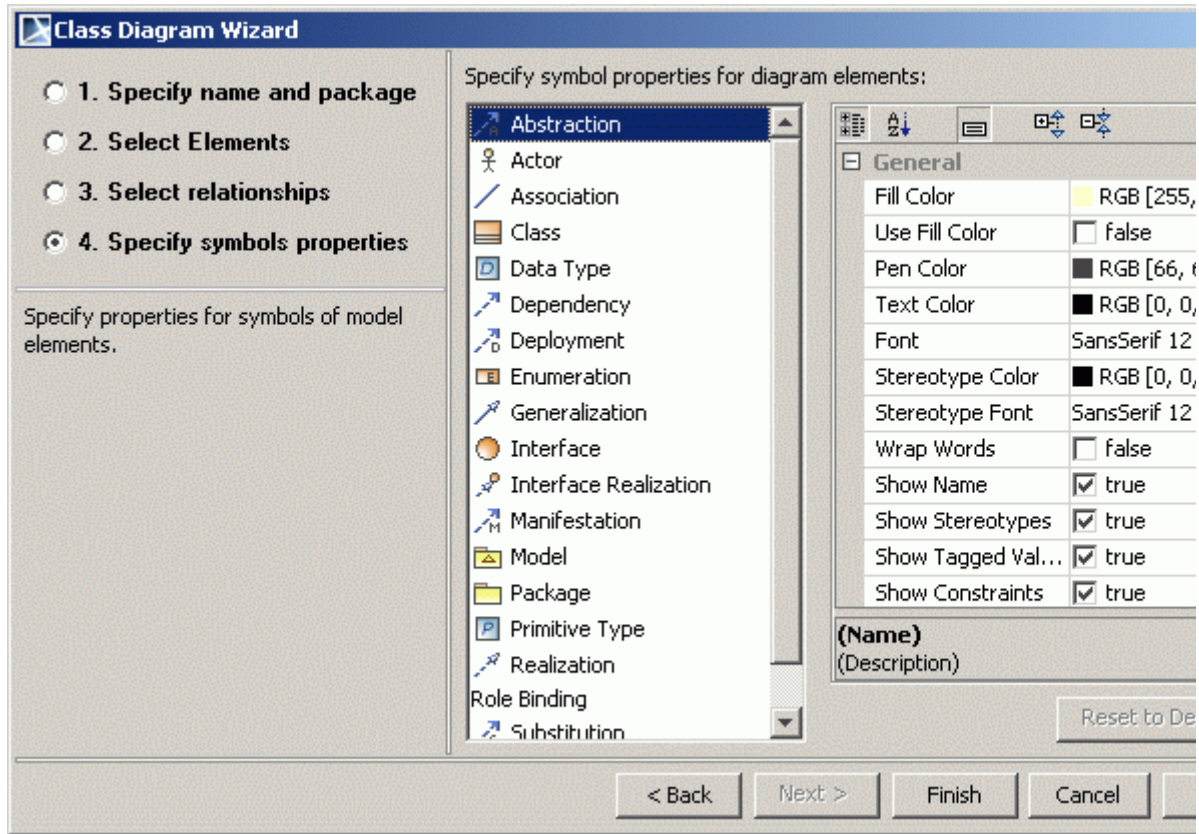 Class Diagram Wizard
1. Specify name and package
2. Select Elements
3. Select relationships
4. Specify symbols properties
Specify properties for symbols of model
elements.
Specify symbol properties for diagram elements:
Abstraction
Actor
Association
Class
Data Type
Dependency
Deployment
Enumeration
Generalization
Interface
Interface Realization
Manifestation
Model
Package
Primitive Type
Realization
Role Binding
Substitution
General
Fill Color RGB [255,
Use Fill Color false
Pen Color RGB [66,
Text Color RGB [0, 0,
Font SansSerif 12
Stereotype Color RGB [0, 0,
Stereotype Font SansSerif 12
Wrap Words false
Show Name true
Show Stereotypes true
Show Tagged Val... true
Show Constraints true
(Name)
(Description)
Reset to De
< Back Next > Finish Cancel